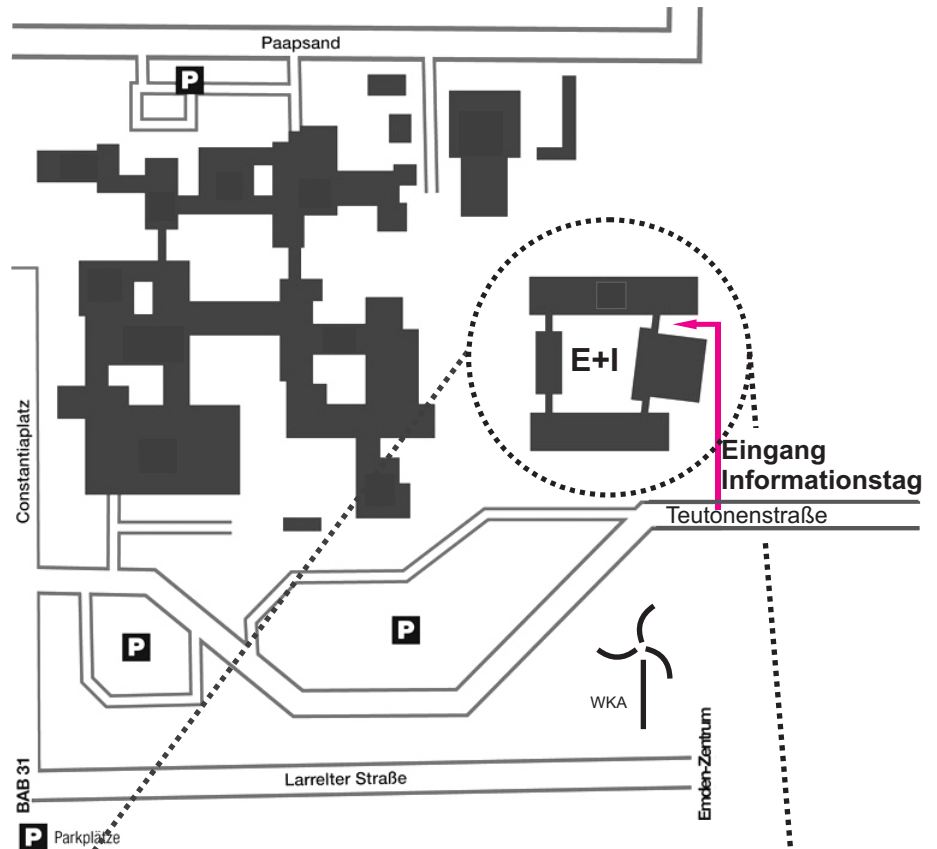 Paapsand
P
E+I
Constantiaplatz
Eingang
Informationstag
Teutonenstraße
P
P
WKA
Emden-Zentrum
BAB 31
Larrelter Straße
P Parkplätze